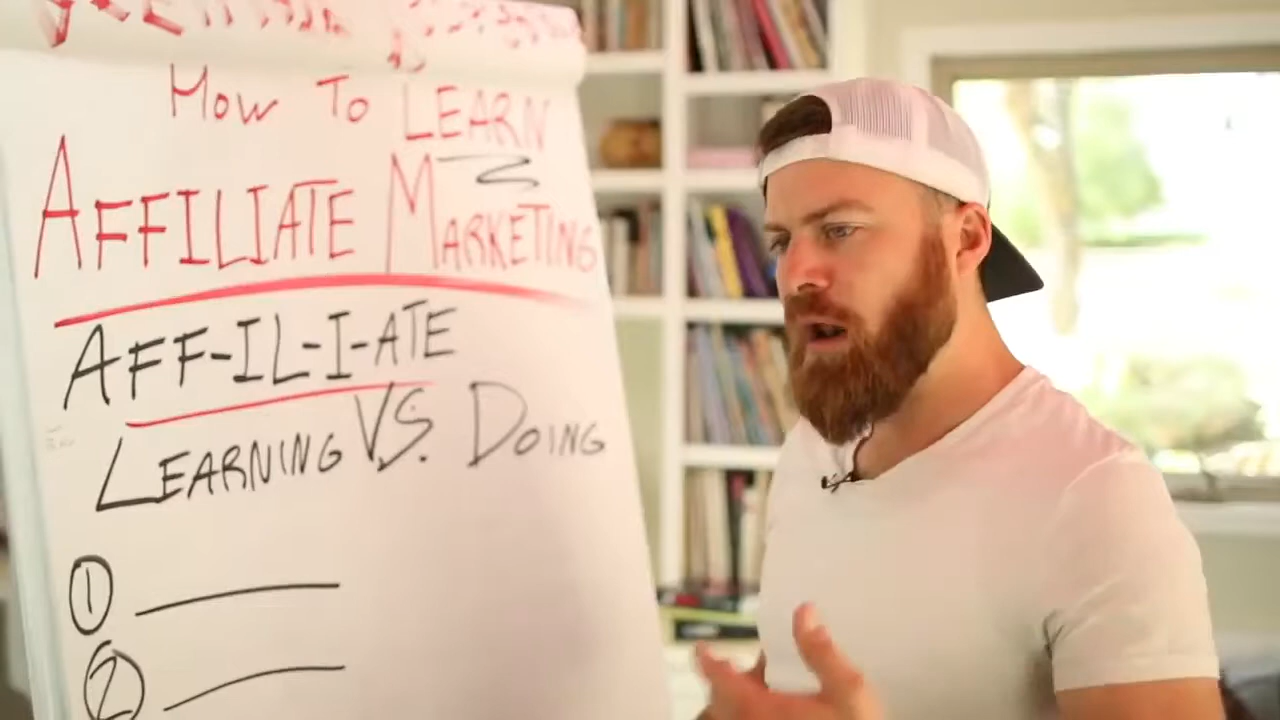 How To LEARN
AFFILIATE MARKETING
AFF-IL-I-ATE
LEARNING VS. DOING
1
2